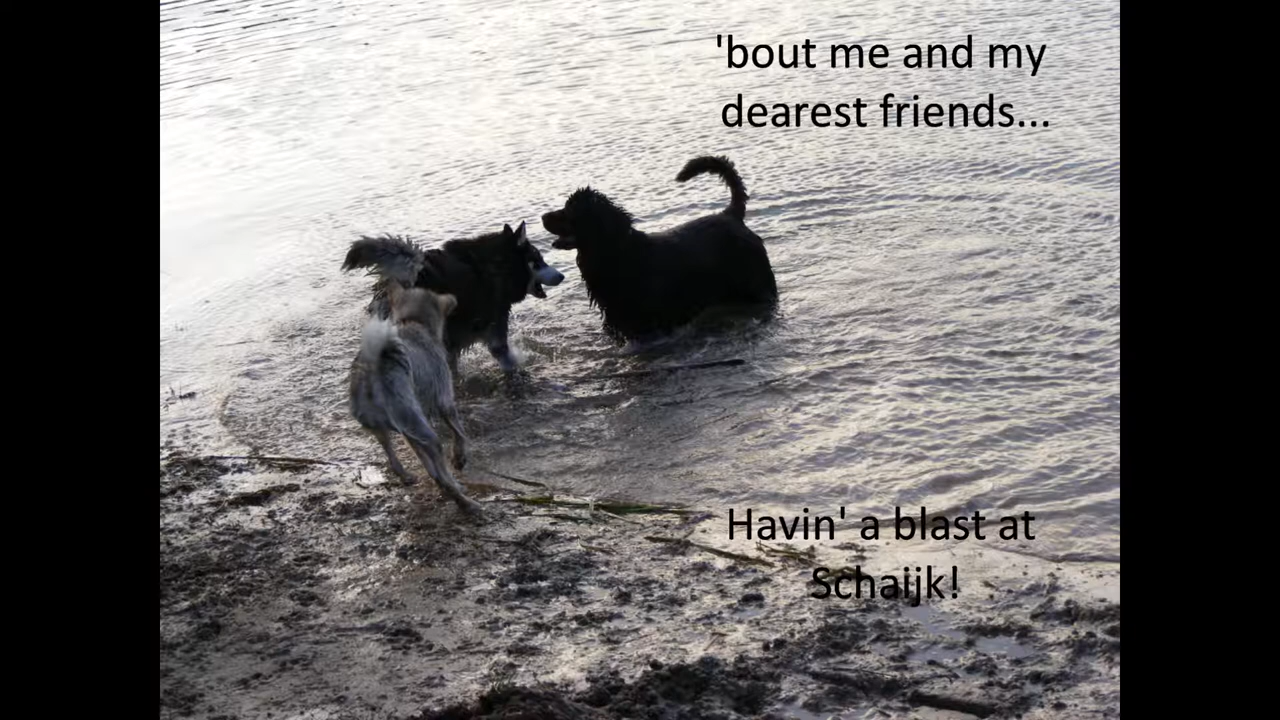 'bout me and my
dearest friends...
Havin' a blast at
Schaijk!